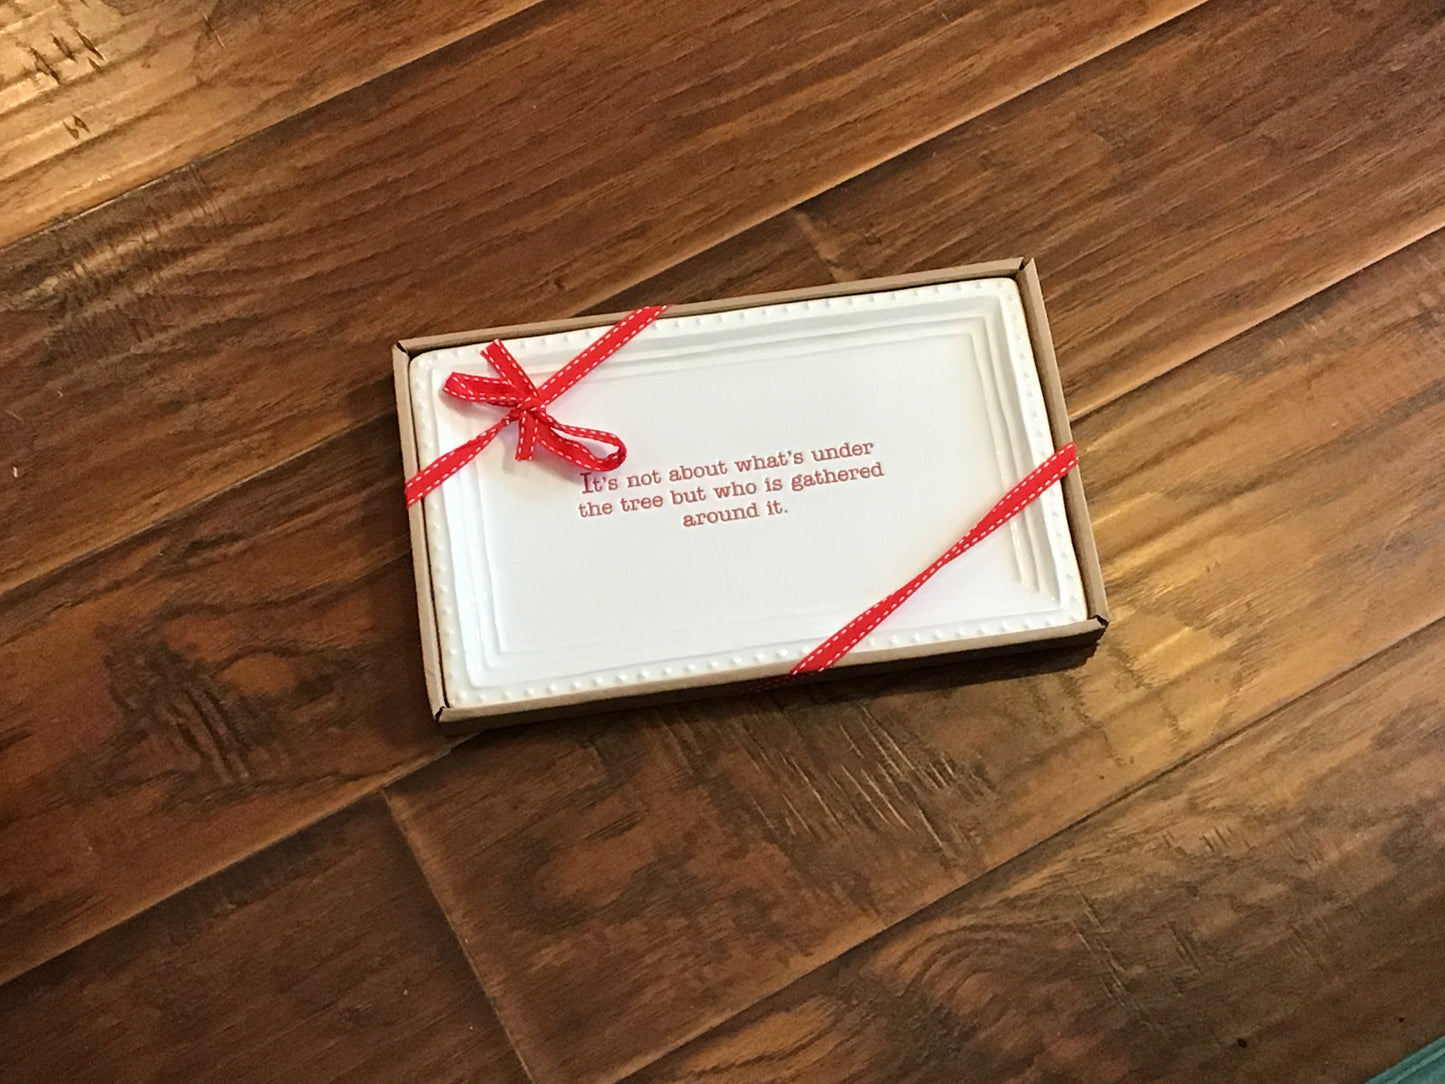 It's not about what's under
the tree but who is gathered
around it.